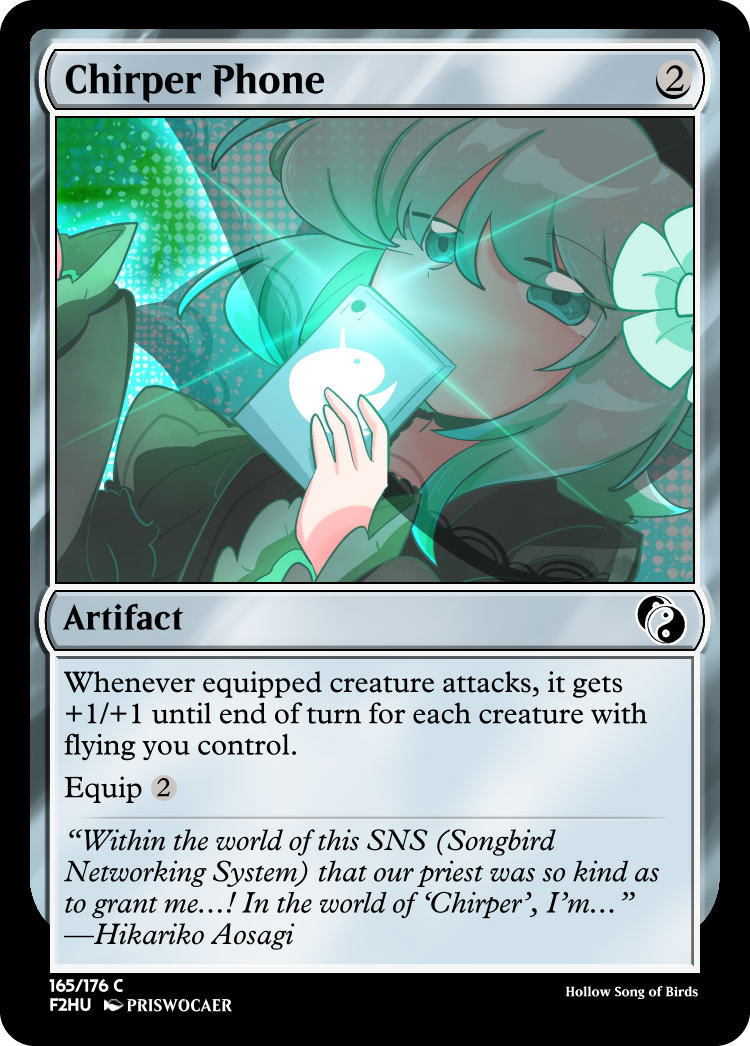 Chirper Phone
2
Artifact
Whenever equipped creature attacks, it gets
+1/+1 until end of turn for each creature with
flying you control.
Equip 2
“Within the world of this SNS (Songbird
Networking System) that our priest was so kind as
to grant me...! In the world of ‘Chirper’, I’m...”
—Hikariko Aosagi
165/176 C
F2HU PRISWOCAER
Hollow Song of Birds